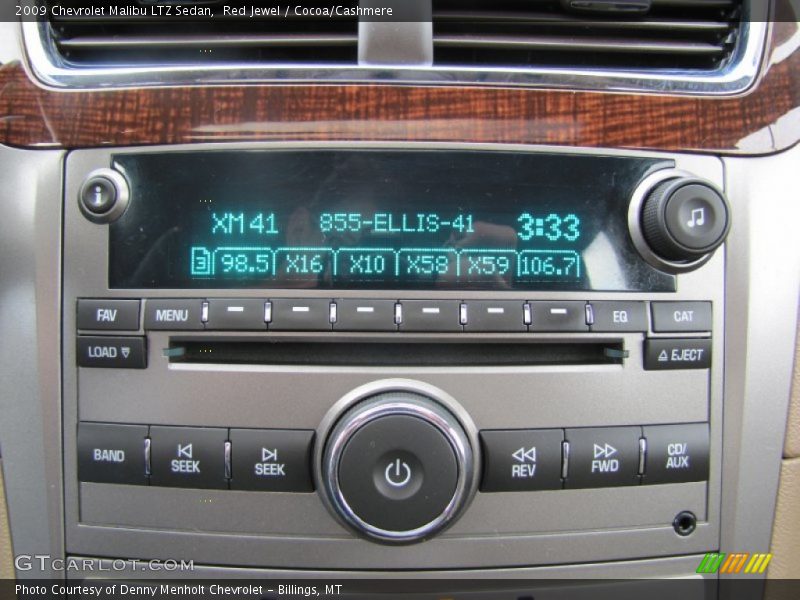 2009 Chevrolet Malibu LTZ Sedan, Red Jewel / Cocoa/Cashmere
i
XM 41 855-ELLIS-41 3:33
3 98.5 X16 X10 X58 X59 106.7
FAV MENU EQ CAT
LOAD EJECT
BAND SEEK SEEK REV FWD CD/AUX
GTCARLOT.COM
Photo Courtesy of Denny Menholt Chevrolet - Billings, MT